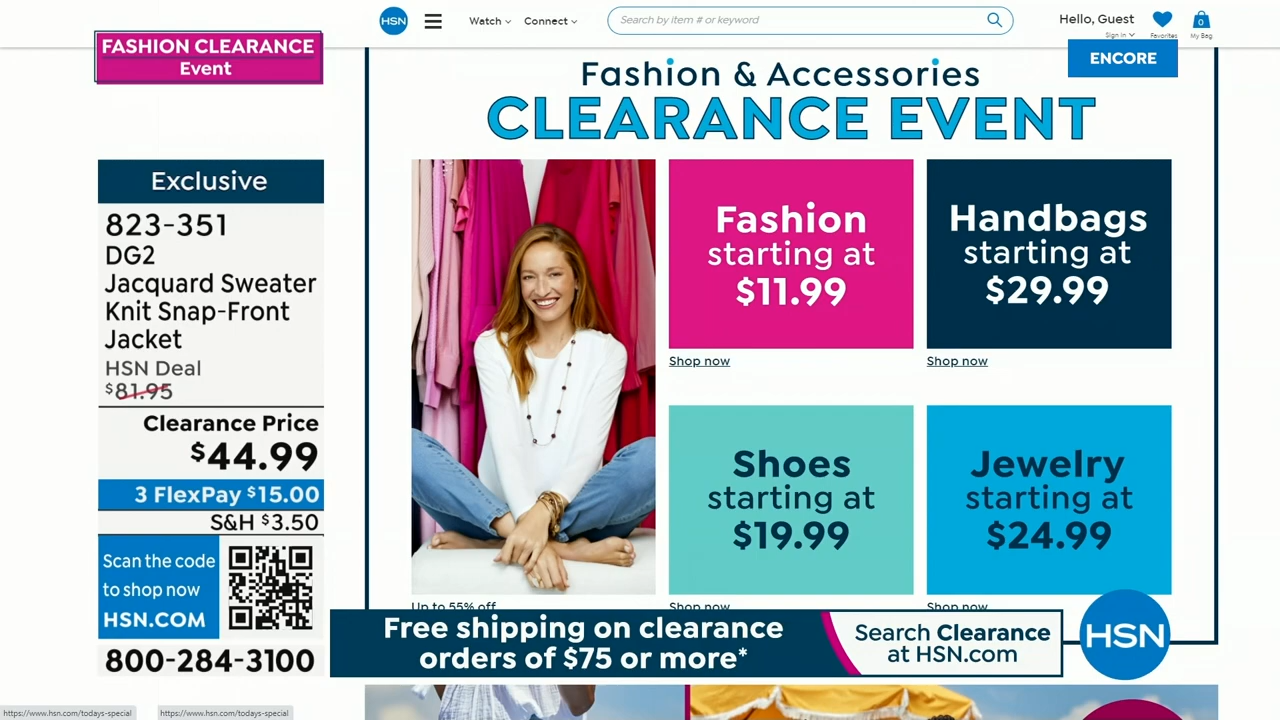 HSN
Watch
Connect
Search by item # or keyword
Hello, Guest
Sign In
Favorites
0
My Bag
FASHION CLEARANCE
Event
ENCORE
Fashion & Accessories
CLEARANCE EVENT
Exclusive
823-351
DG2
Jacquard Sweater
Knit Snap-Front
Jacket
HSN Deal
$81.95
Clearance Price
$44.99
3 FlexPay $15.00
S&H $3.50
Scan the code
to shop now
HSN.COM
800-284-3100
Fashion
starting at
$11.99
Shop now
Handbags
starting at
$29.99
Shop now
Shoes
starting at
$19.99
Shop now
Jewelry
starting at
$24.99
Shop now
Up to 55% off
Free shipping on clearance
orders of $75 or more*
Search Clearance
at HSN.com
HSN
https://www.hsn.com/todays-special
https://www.hsn.com/todays-special